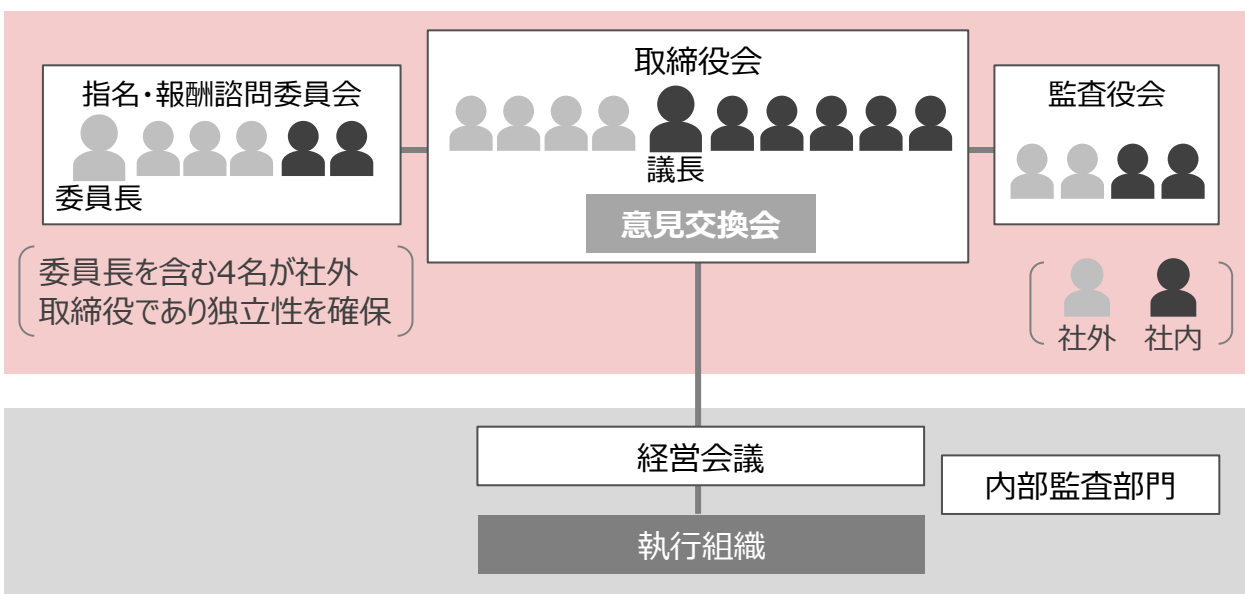 指名・報酬諮問委員会
委員長
委員長を含む4名が社外
取締役であり独立性を確保
取締役会
議長
意見交換会
監査役会
社外 社内
経営会議
内部監査部門
執行組織